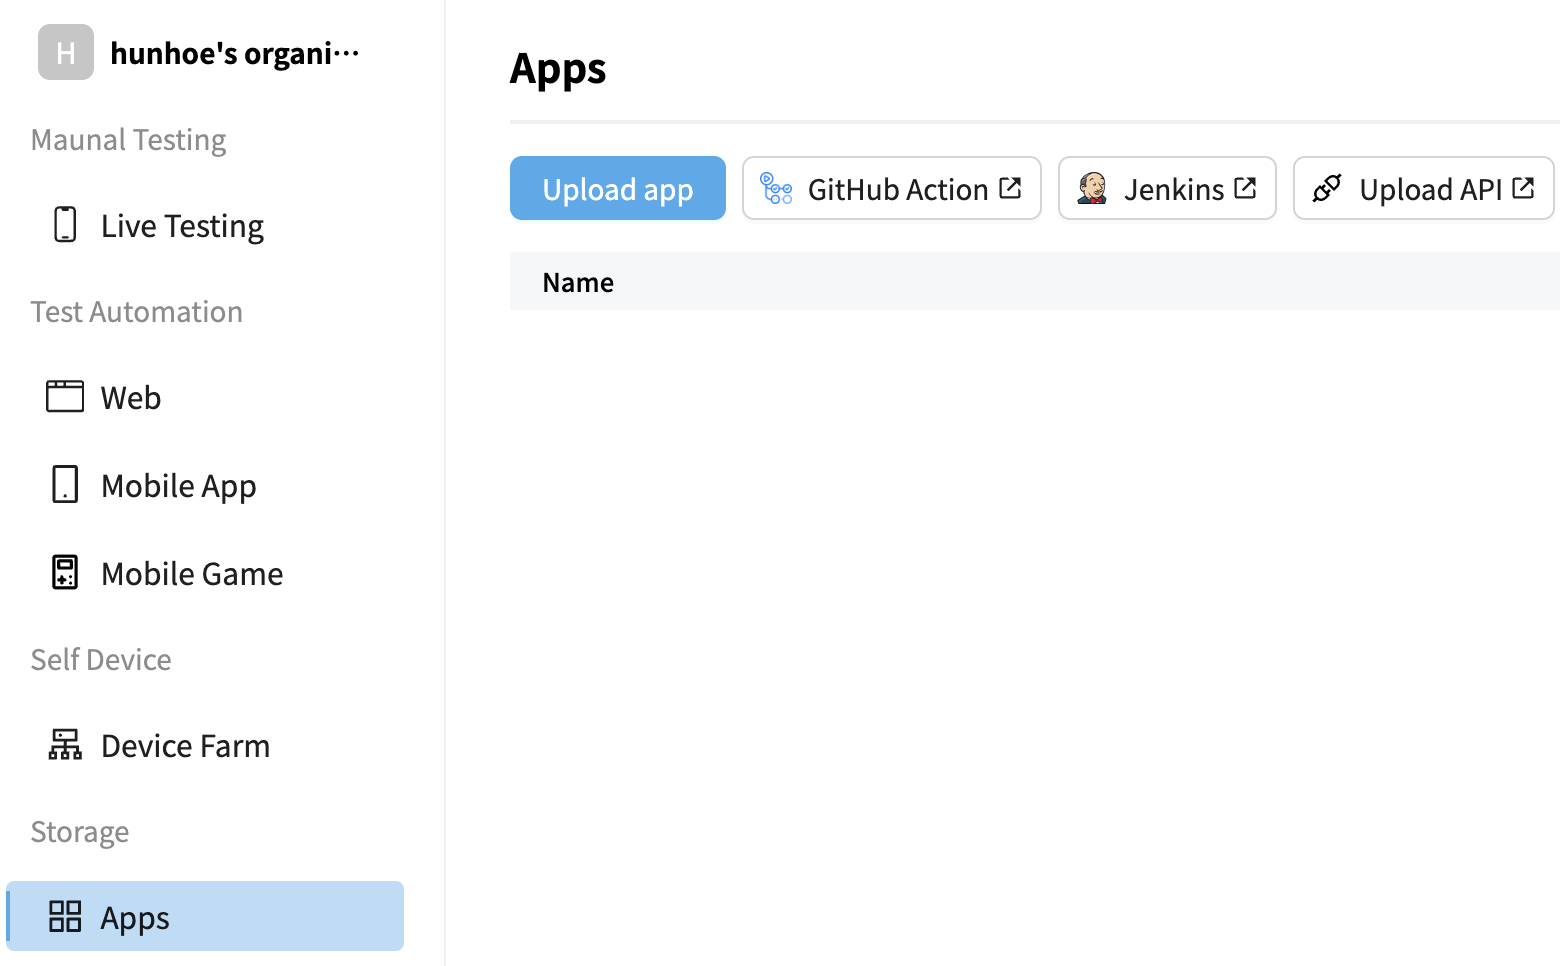 H hunhoe's organi···
Maunal Testing
Live Testing
Test Automation
Web
Mobile App
Mobile Game
Self Device
Device Farm
Storage
Apps
Apps
Upload app GitHub Action Jenkins Upload API
Name